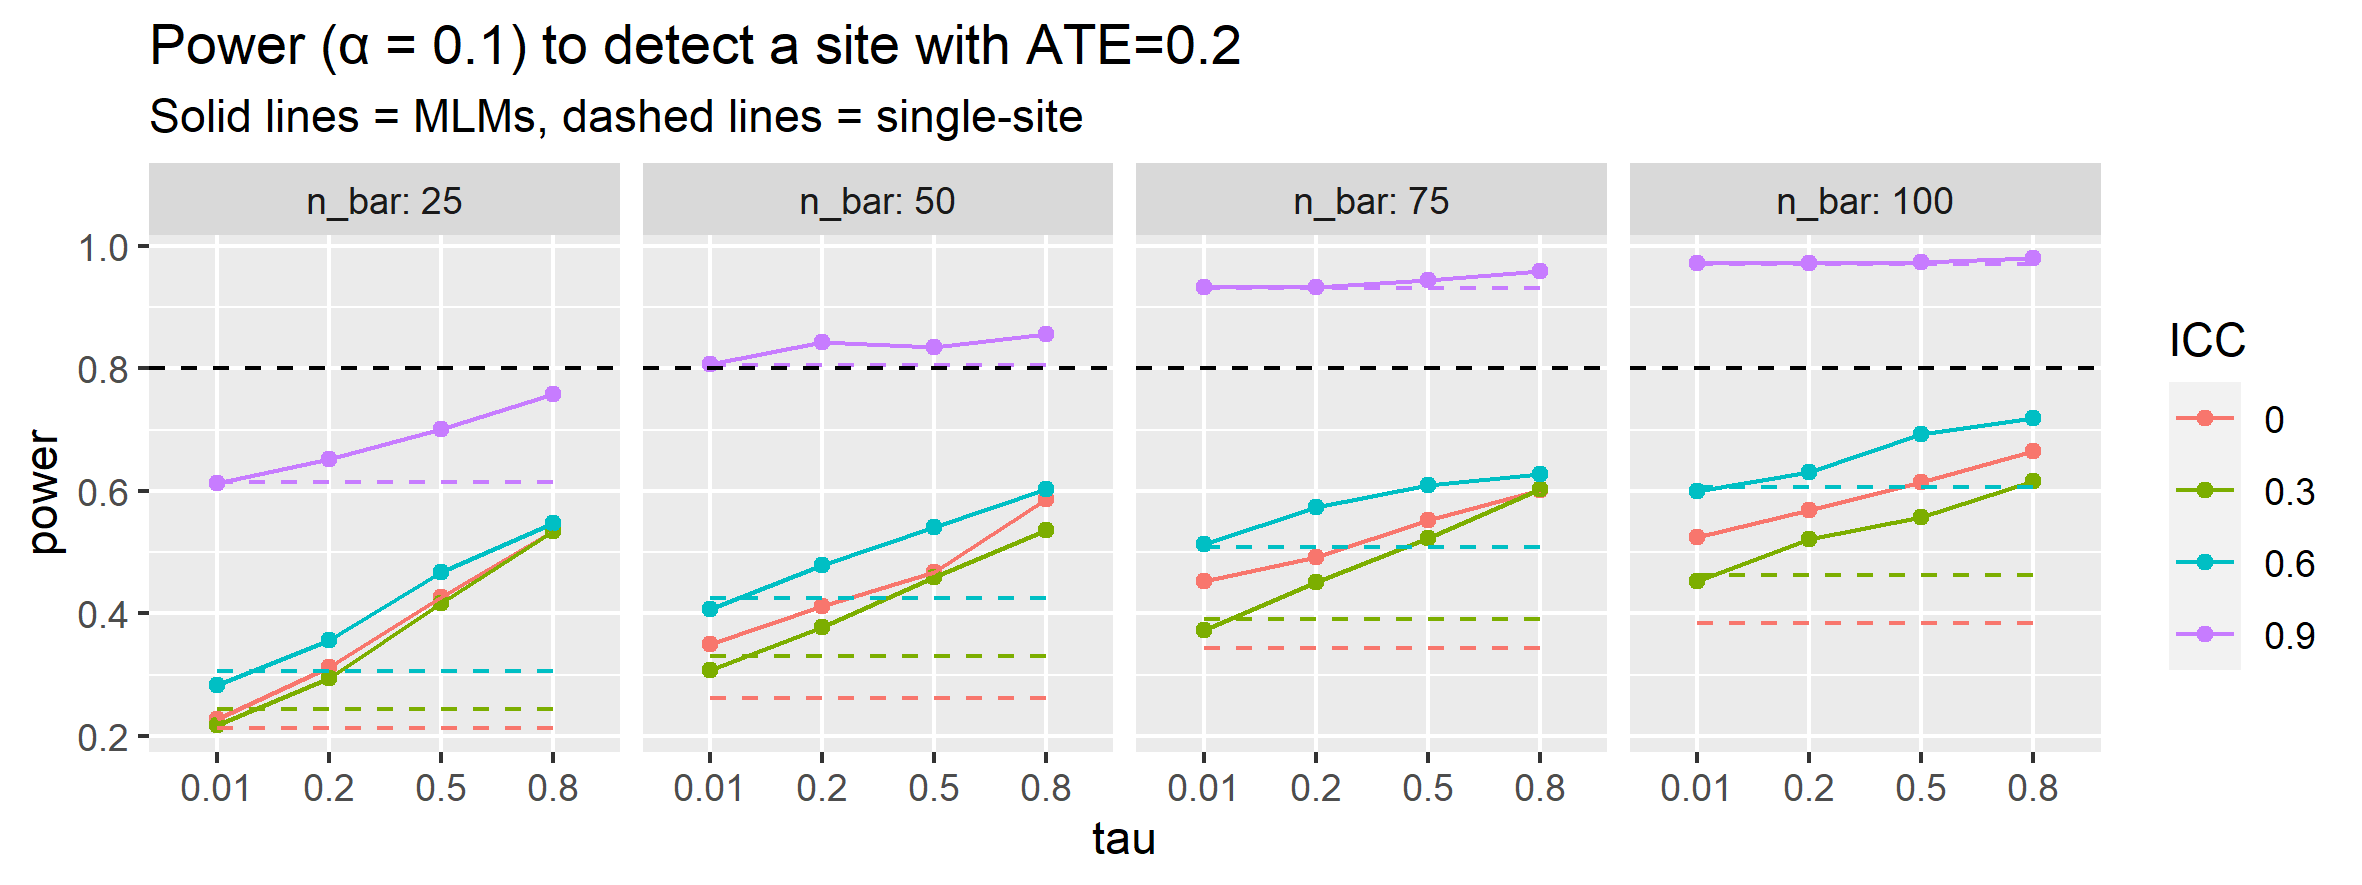 Power (α = 0.1) to detect a site with ATE=0.2
Solid lines = MLMs, dashed lines = single-site
n_bar: 25
n_bar: 50
n_bar: 75
n_bar: 100
1.0
0.8
0.6
0.4
0.2
power
0.01 0.2 0.5 0.8
0.01 0.2 0.5 0.8
0.01 0.2 0.5 0.8
0.01 0.2 0.5 0.8
tau
ICC
0
0.3
0.6
0.9